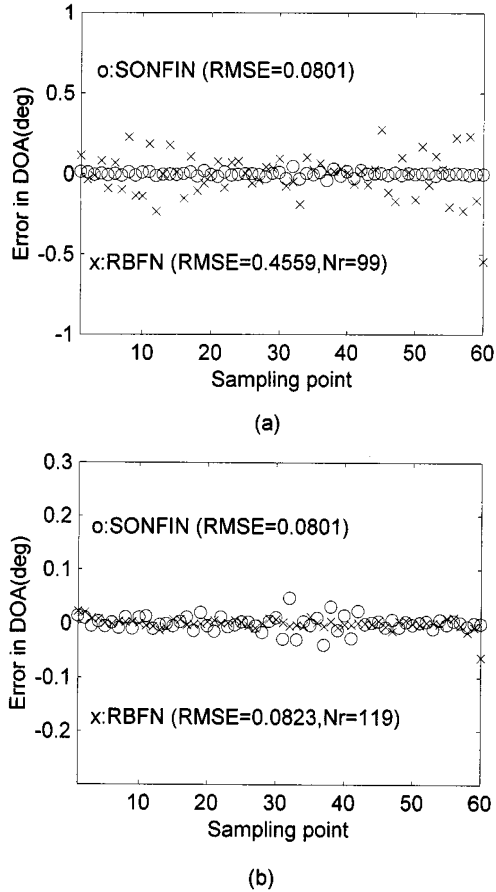 1
o:SONFIN (RMSE=0.0801)
0.5
0
-0.5
x:RBFN (RMSE=0.4559,Nr=99)
-1
Error in DOA(deg)
10 20 30 40 50 60
Sampling point
(a)
0.3
0.2
o:SONFIN (RMSE=0.0801)
0.1
0
-0.1
x:RBFN (RMSE=0.0823,Nr=119)
-0.2
Error in DOA(deg)
10 20 30 40 50 60
Sampling point
(b)